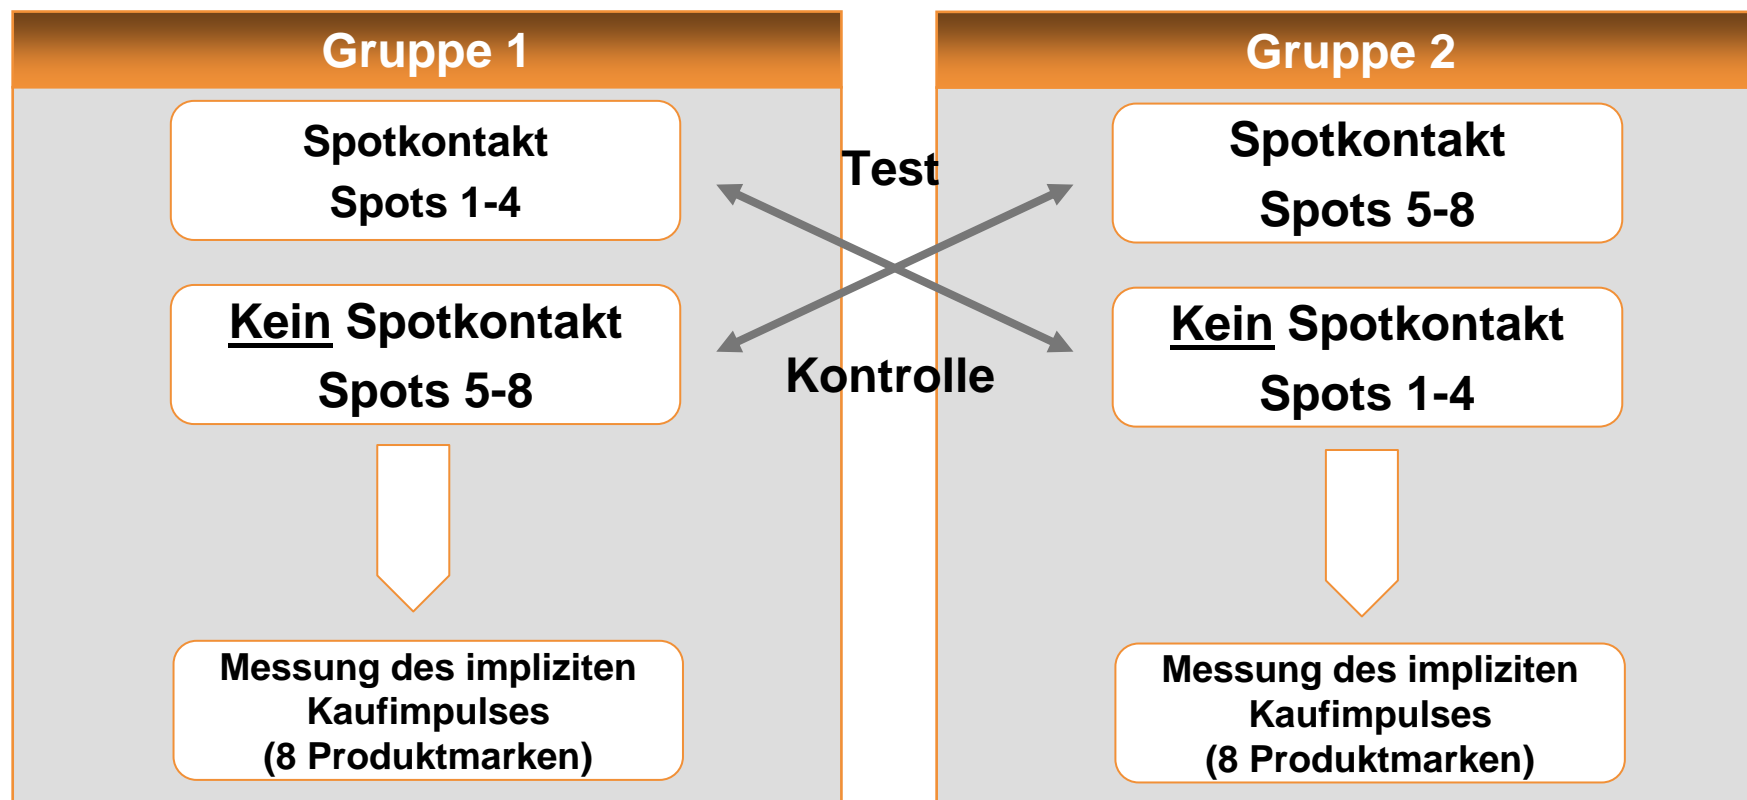 Gruppe 1
Spotkontakt
Spots 1-4
Kein Spotkontakt
Spots 5-8
Messung des impliziten
Kaufimpulses
(8 Produktmarken)
Test
Kontrolle
Gruppe 2
Spotkontakt
Spots 5-8
Kein Spotkontakt
Spots 1-4
Messung des impliziten
Kaufimpulses
(8 Produktmarken)